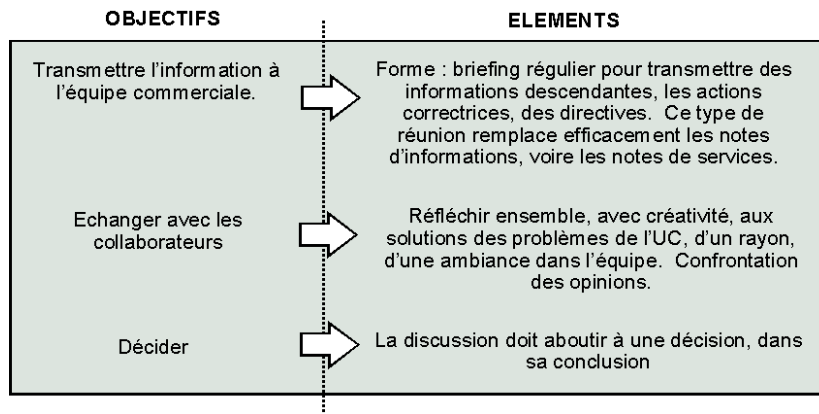 OBJECTIFS
ELEMENTS
Transmettre l'information à
l'équipe commerciale.
Forme : briefing régulier pour transmettre des
informations descendantes, les actions
correctrices, des directives.  Ce type de
réunion remplace efficacement les notes
d'informations, voire les notes de services.
Echanger avec les
collaborateurs
Réfléchir ensemble, avec créativité, aux
solutions des problèmes de l'UC, d'un rayon,
d'une ambiance dans l'équipe.  Confrontation
des opinions.
Décider
La discussion doit aboutir à une décision, dans
sa conclusion